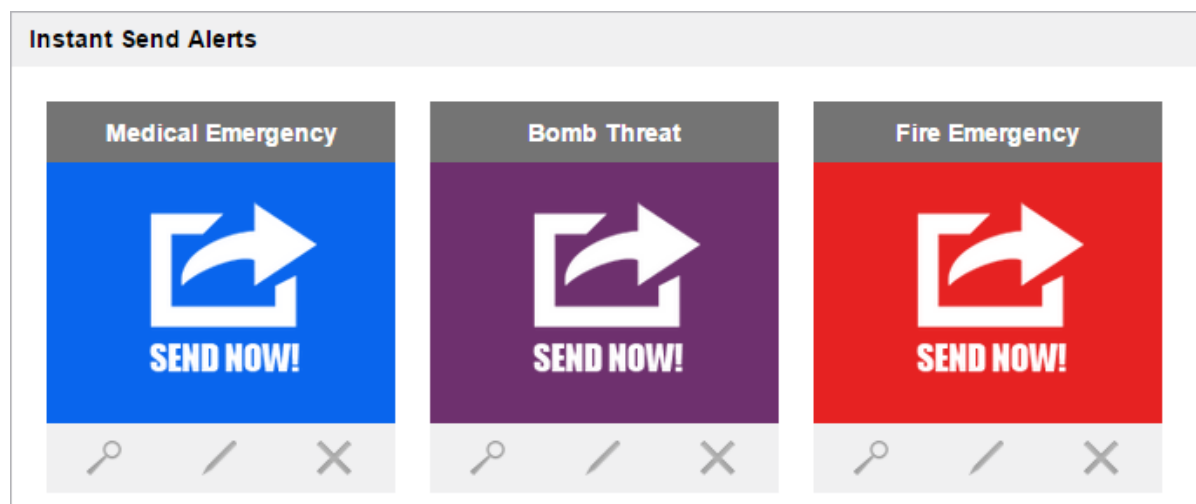 Instant Send Alerts
Medical Emergency
Bomb Threat
Fire Emergency
SEND NOW!
SEND NOW!
SEND NOW!